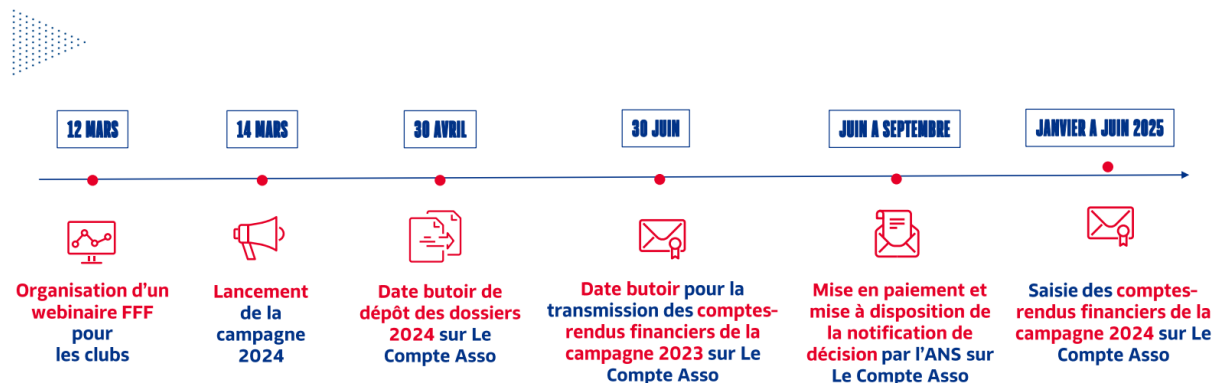 12 MARS
14 MARS
30 AVRIL
30 JUIN
JUIN A SEPTEMBRE
JANVIER A JUIN 2025
Organisation d'un
webinaire FFF
pour
les clubs
Lancement
de la
campagne
2024
Date butoir de
dépôt des dossiers
2024 sur Le
Compte Asso
Date butoir pour la
transmission des comptes-
rendus financiers de la
campagne 2023 sur Le
Compte Asso
Mise en paiement et
mise à disposition de
la notification de
décision par l'ANS sur
Le Compte Asso
Saisie des comptes-
rendus financiers de la
campagne 2024 sur Le
Compte Asso